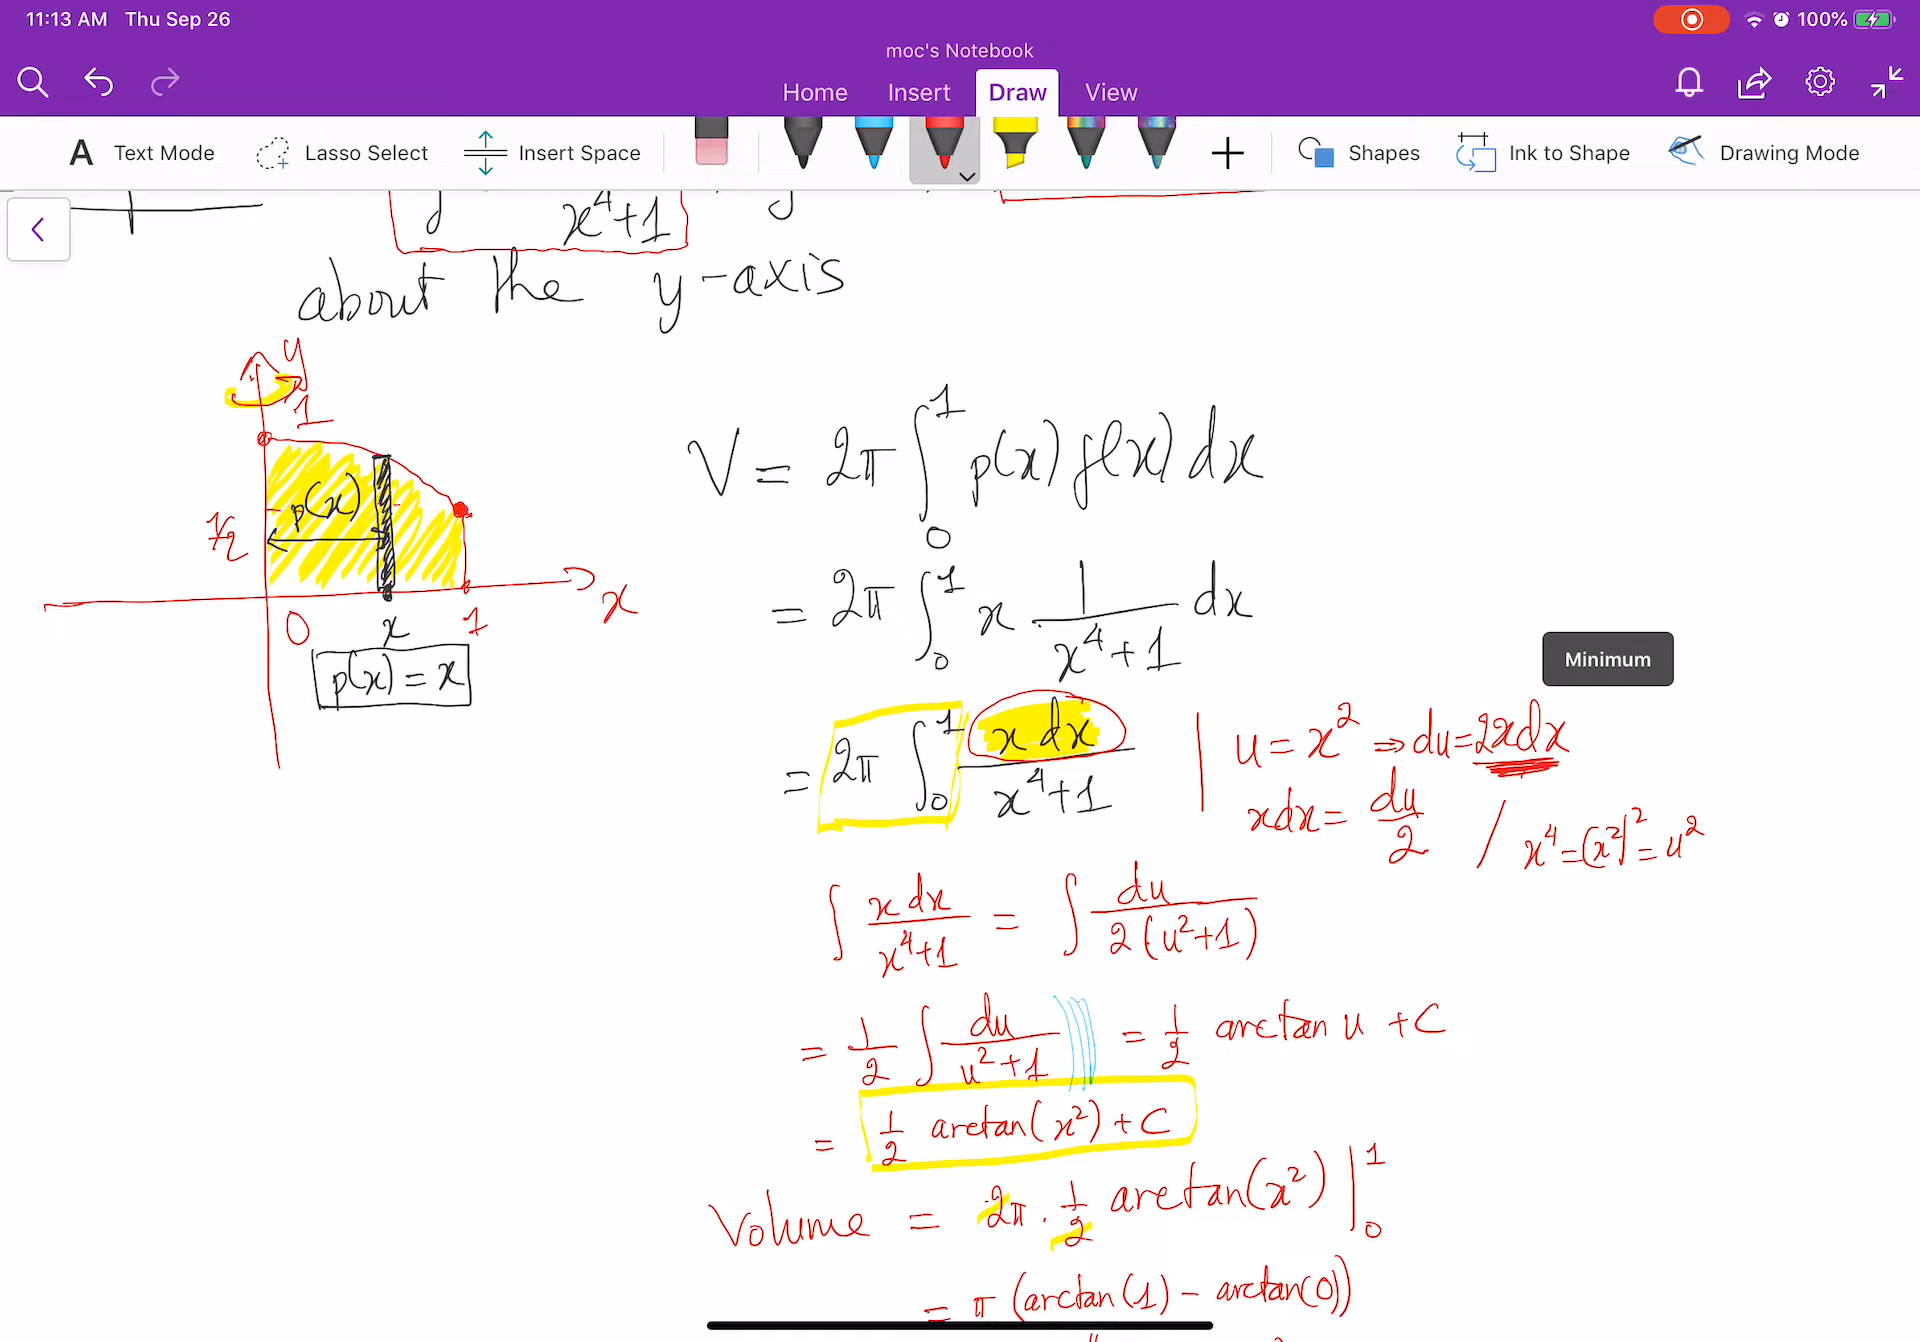 11:13 AM Thu Sep 26
100%
moc's Notebook
Home Insert Draw View
A Text Mode Lasso Select Insert Space Shapes Ink to Shape Drawing Mode
x⁴+1
about the y-axis
y
1
p(x)
1/2
0 x 1 x
p(x) = x
V = 2π ∫₀¹ p(x) f(x) dx
= 2π ∫₀¹ x 1/(x⁴+1) dx
Minimum
= 2π ∫₀¹ x dx/(x⁴+1) | u = x² ⇒ du = 2xdx
xdx = du/2 / x⁴ = (x²)² = u²
∫ x dx/(x⁴+1) = ∫ du/(2(u²+1))
= 1/2 ∫ du/(u²+1) = 1/2 arctan u + C
= 1/2 arctan(x²) + C
Volume = 2π · 1/2 arctan(x²) |₀¹
= π (arctan(1) - arctan(0))